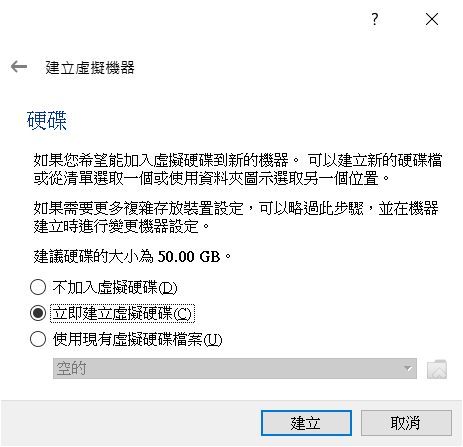 ?
建立虛擬機器
硬碟
如果您希望能加入虛擬硬碟到新的機器。可以建立新的硬碟檔
或從清單選取一個或使用資料夾圖示選取另一個位置。
如果需要更多複雜存放裝置設定，可以略過此步驟，並在機器
建立時進行變更機器設定。
建議硬碟的大小為 50.00 GB。
不加入虛擬硬碟(D)
立即建立虛擬硬碟(C)
使用現有虛擬硬碟檔案(U)
空的
建立 取消